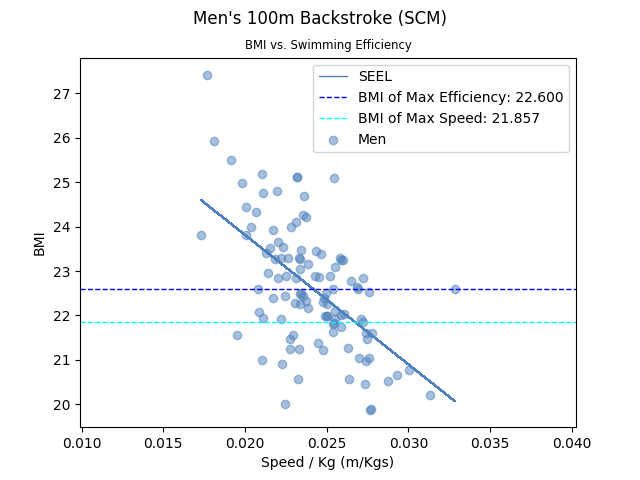 Men's 100m Backstroke (SCM)
BMI vs. Swimming Efficiency
SEEL
BMI of Max Efficiency: 22.600
BMI of Max Speed: 21.857
Men
BMI
27
26
25
24
23
22
21
20
0.010 0.015 0.020 0.025 0.030 0.035 0.040
Speed / Kg (m/Kgs)